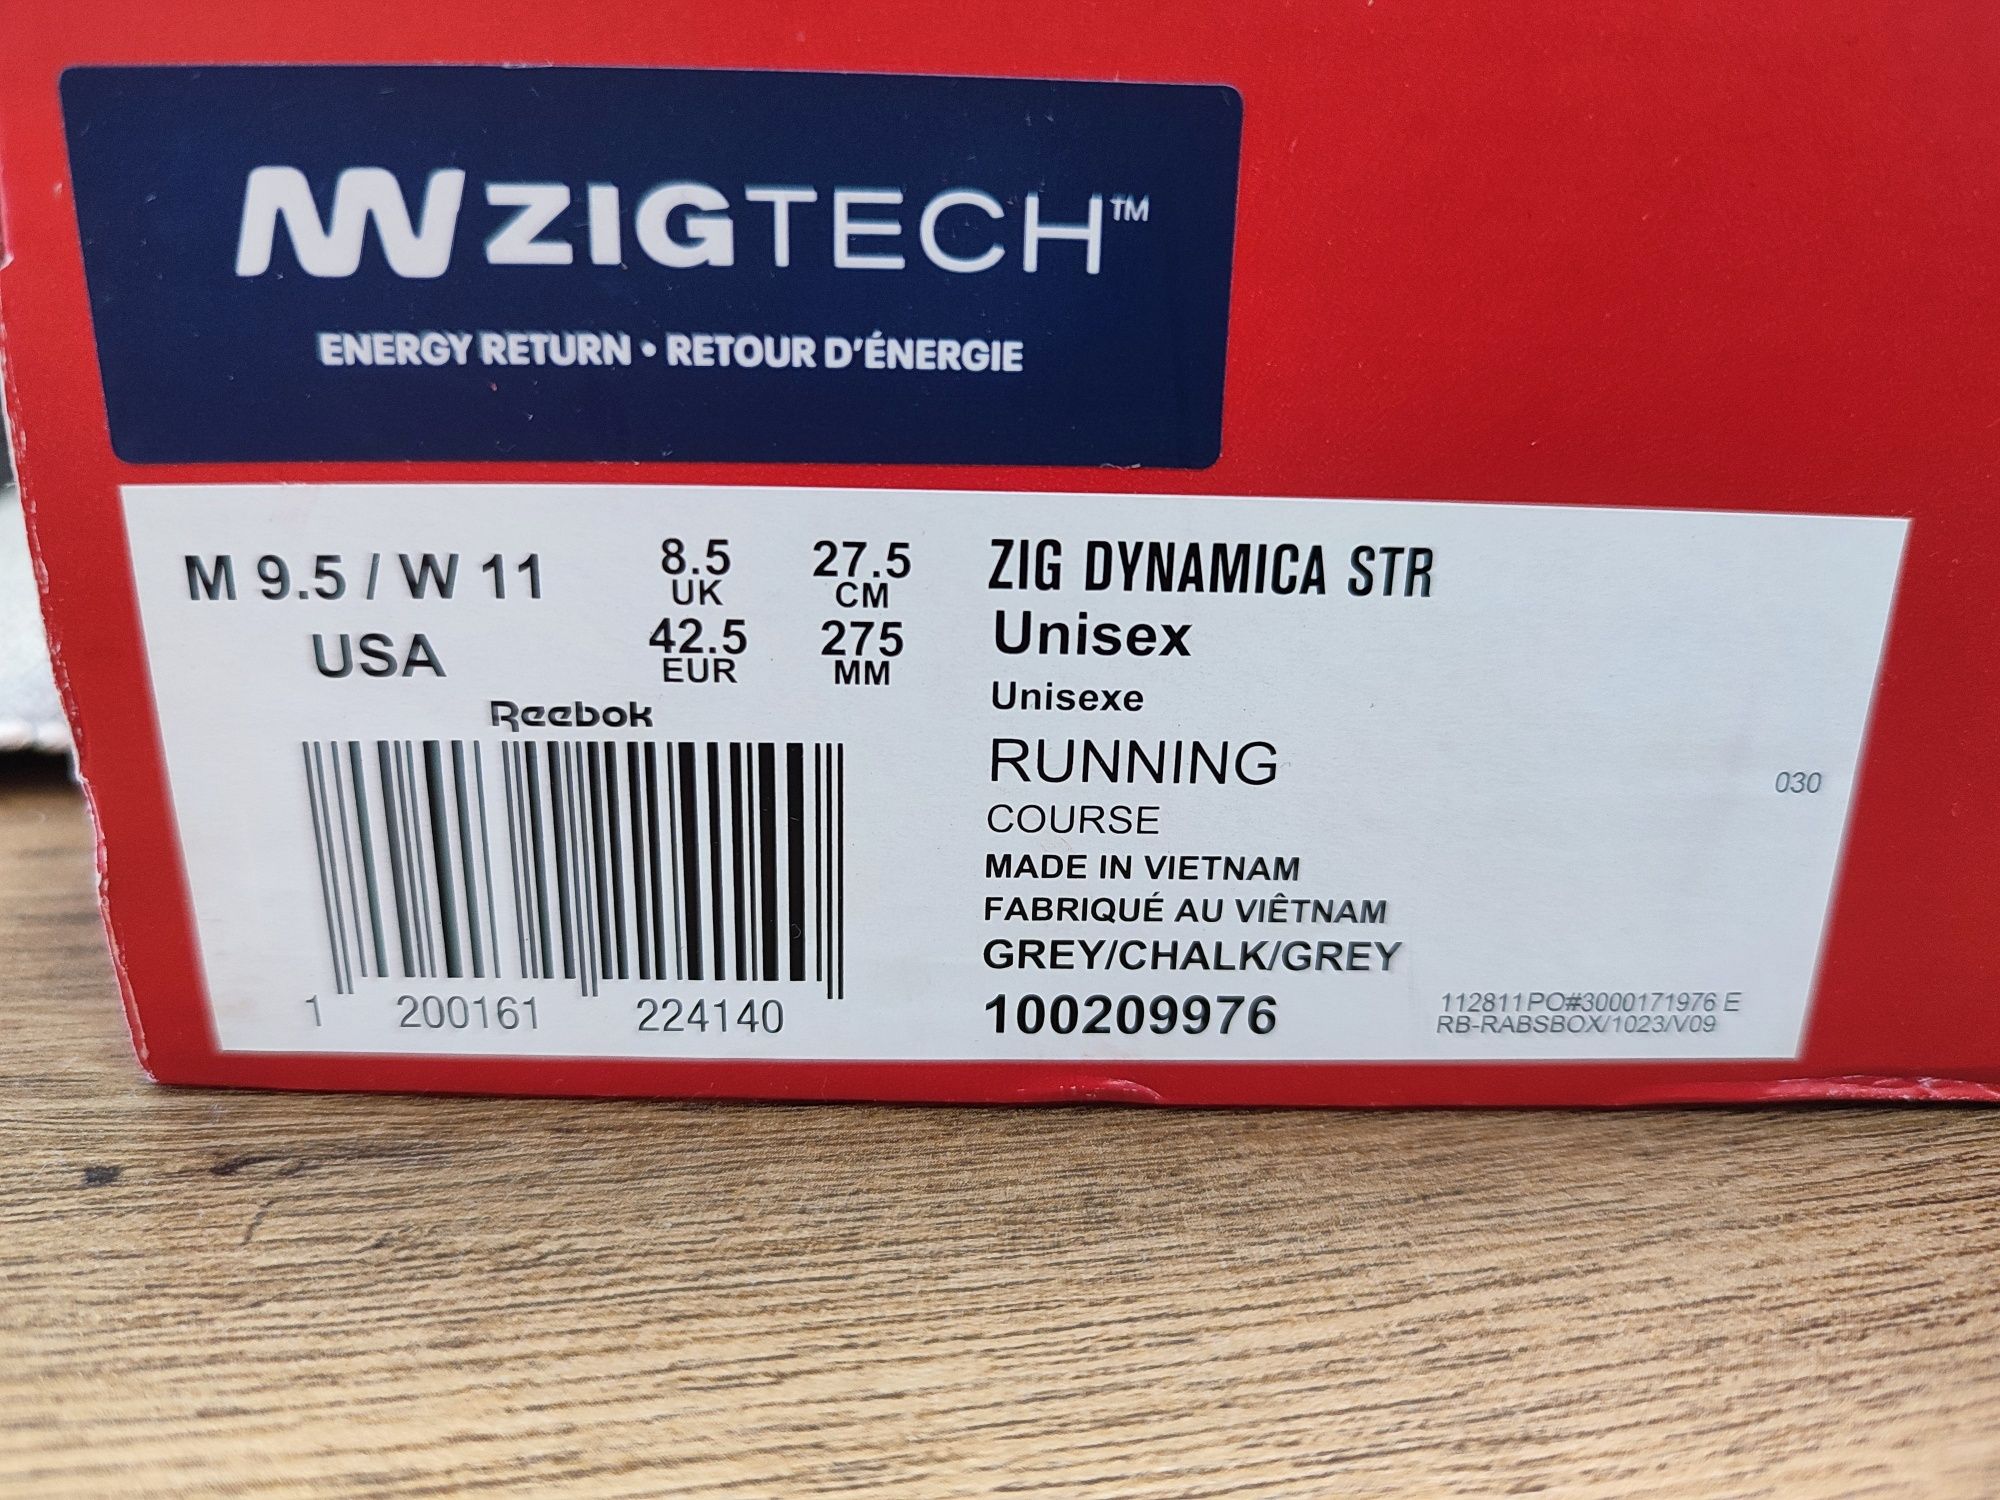 ZIGTECH™
ENERGY RETURN • RETOUR D'ÉNERGIE
M 9.5 / W 11
USA
8.5
UK
42.5
EUR
27.5
CM
275
MM
Reebok
1 200161 224140
ZIG DYNAMICA STR
Unisex
Unisexe
RUNNING
COURSE
MADE IN VIETNAM
FABRIQUÉ AU VIÊTNAM
GREY/CHALK/GREY
100209976
030
112811PO#3000171976 E
RB-RABSBOX/1023/V09